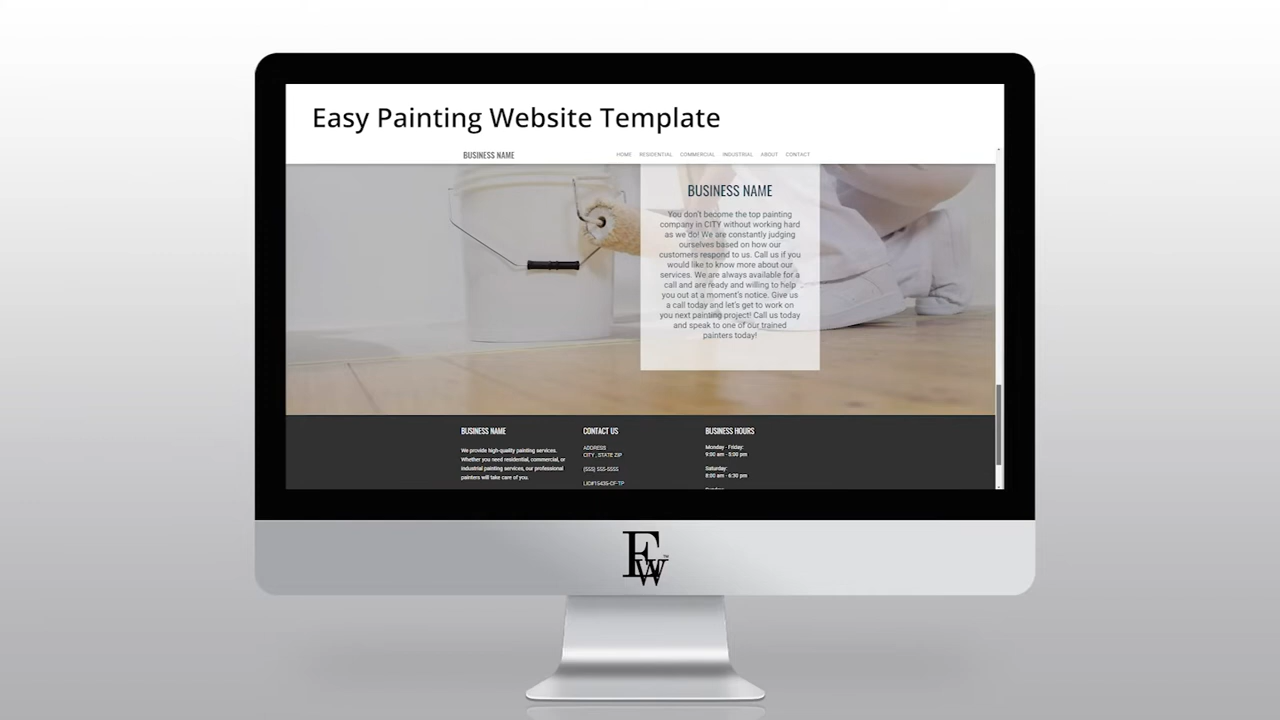 Easy Painting Website Template
BUSINESS NAME
HOME RESIDENTIAL COMMERCIAL INDUSTRIAL ABOUT CONTACT
BUSINESS NAME
You don't become the top painting
company in CITY without working hard
as we do! We are constantly judging
ourselves based on how our
customers respond to us. Call us if you
would like to know more about our
services. We are always available for a
call and are ready and willing to help
you out at a moment's notice. Give us
a call today and let's get to work on
you next painting project! Call us today
and speak to one of our trained
painters today!
BUSINESS NAME
We provide high-quality painting services.
Whether you need residential, commercial, or
industrial painting services, our professional
painters will take care of you.
CONTACT US
ADDRESS
CITY , STATE ZIP
(555) 555-5555
LID#15435-CF-TP
BUSINESS HOURS
Monday - Friday:
9:00 am - 5:00 pm
Saturday:
8:00 am - 6:30 pm
FW™